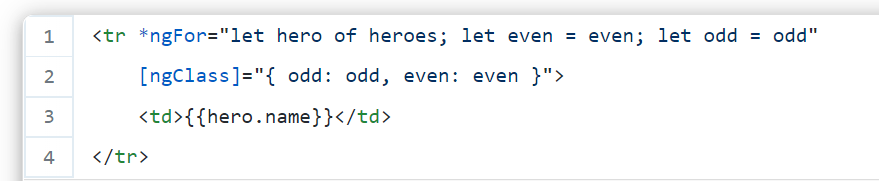 1 <tr *ngFor="let hero of heroes; let even = even; let odd = odd"
2 [ngClass]="{ odd: odd, even: even }">
3 <td>{{hero.name}}</td>
4 </tr>